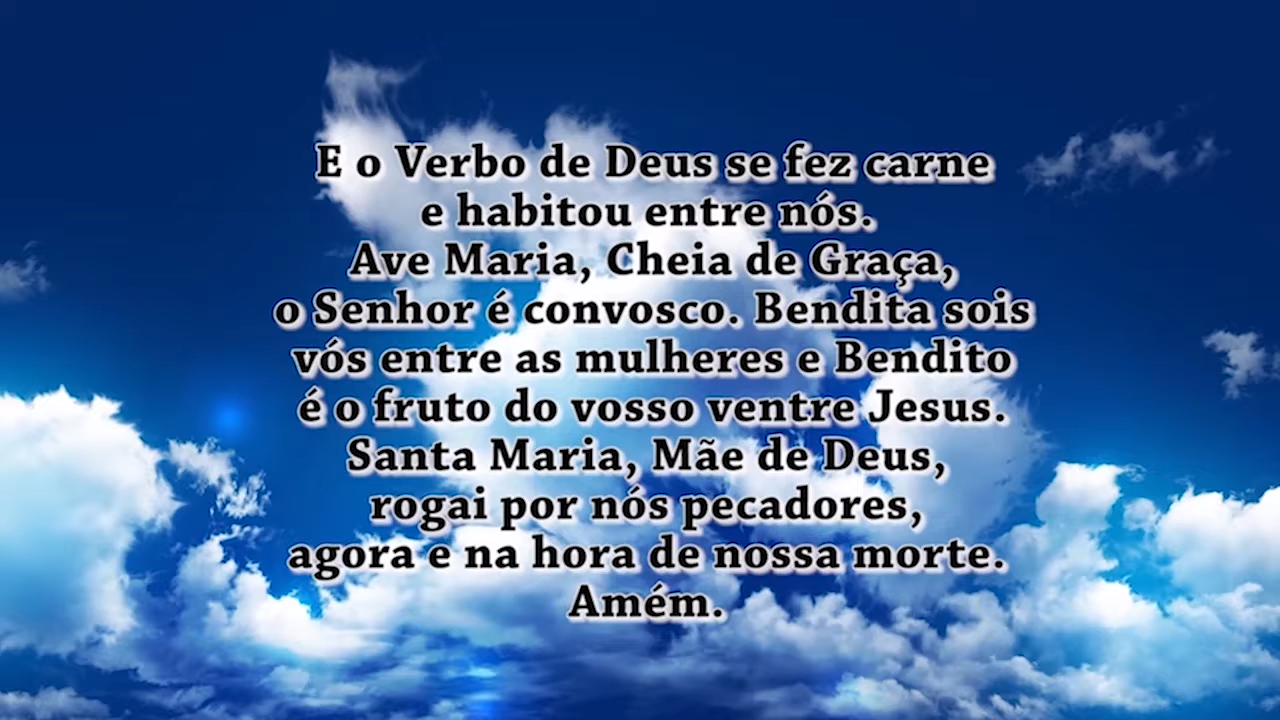 E o Verbo de Deus se fez carne
e habitou entre nós.
Ave Maria, Cheia de Graça,
o Senhor é convosco. Bendita sois
vós entre as mulheres e Bendito
é o fruto do vosso ventre Jesus.
Santa Maria, Mãe de Deus,
rogai por nós pecadores,
agora e na hora de nossa morte.
Amém.